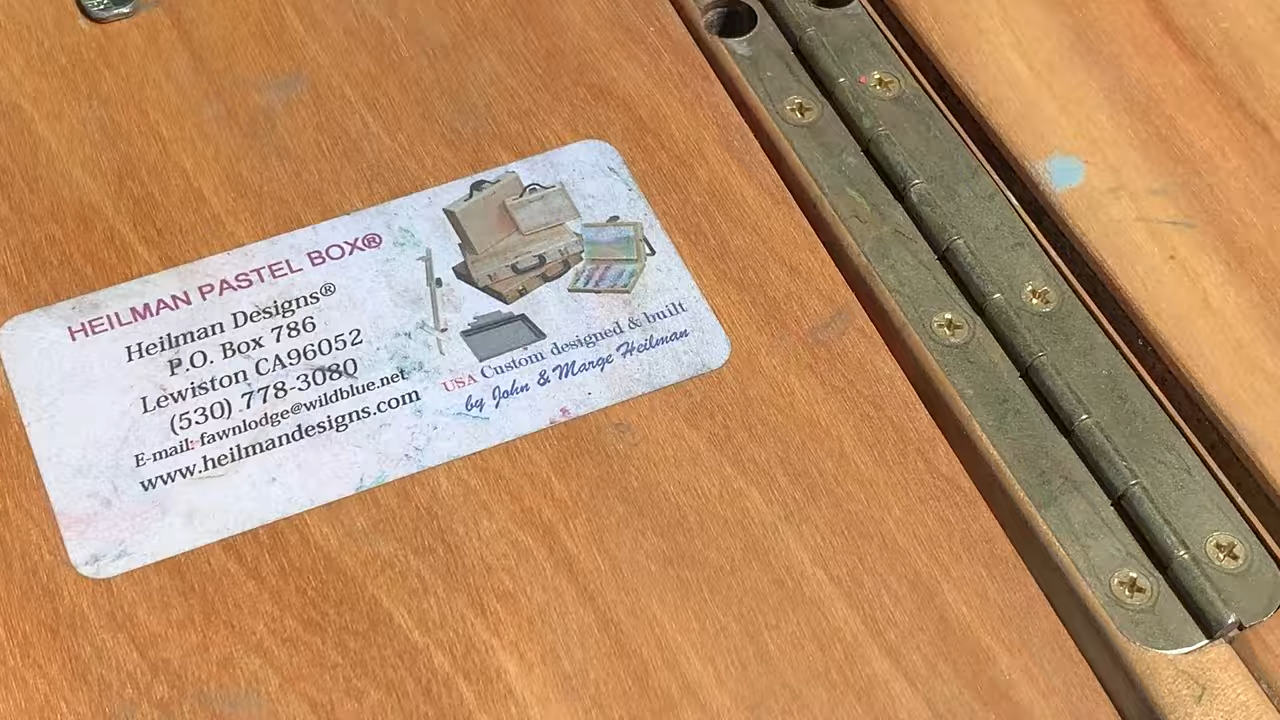 HEILMAN PASTEL BOX®
Heilman Designs®
P.O. Box 786
Lewiston CA96052
(530) 778-3080
E-mail: fawnlodge@wildblue.net
www.heilmandesigns.com
USA Custom designed & built
by John & Marge Heilman